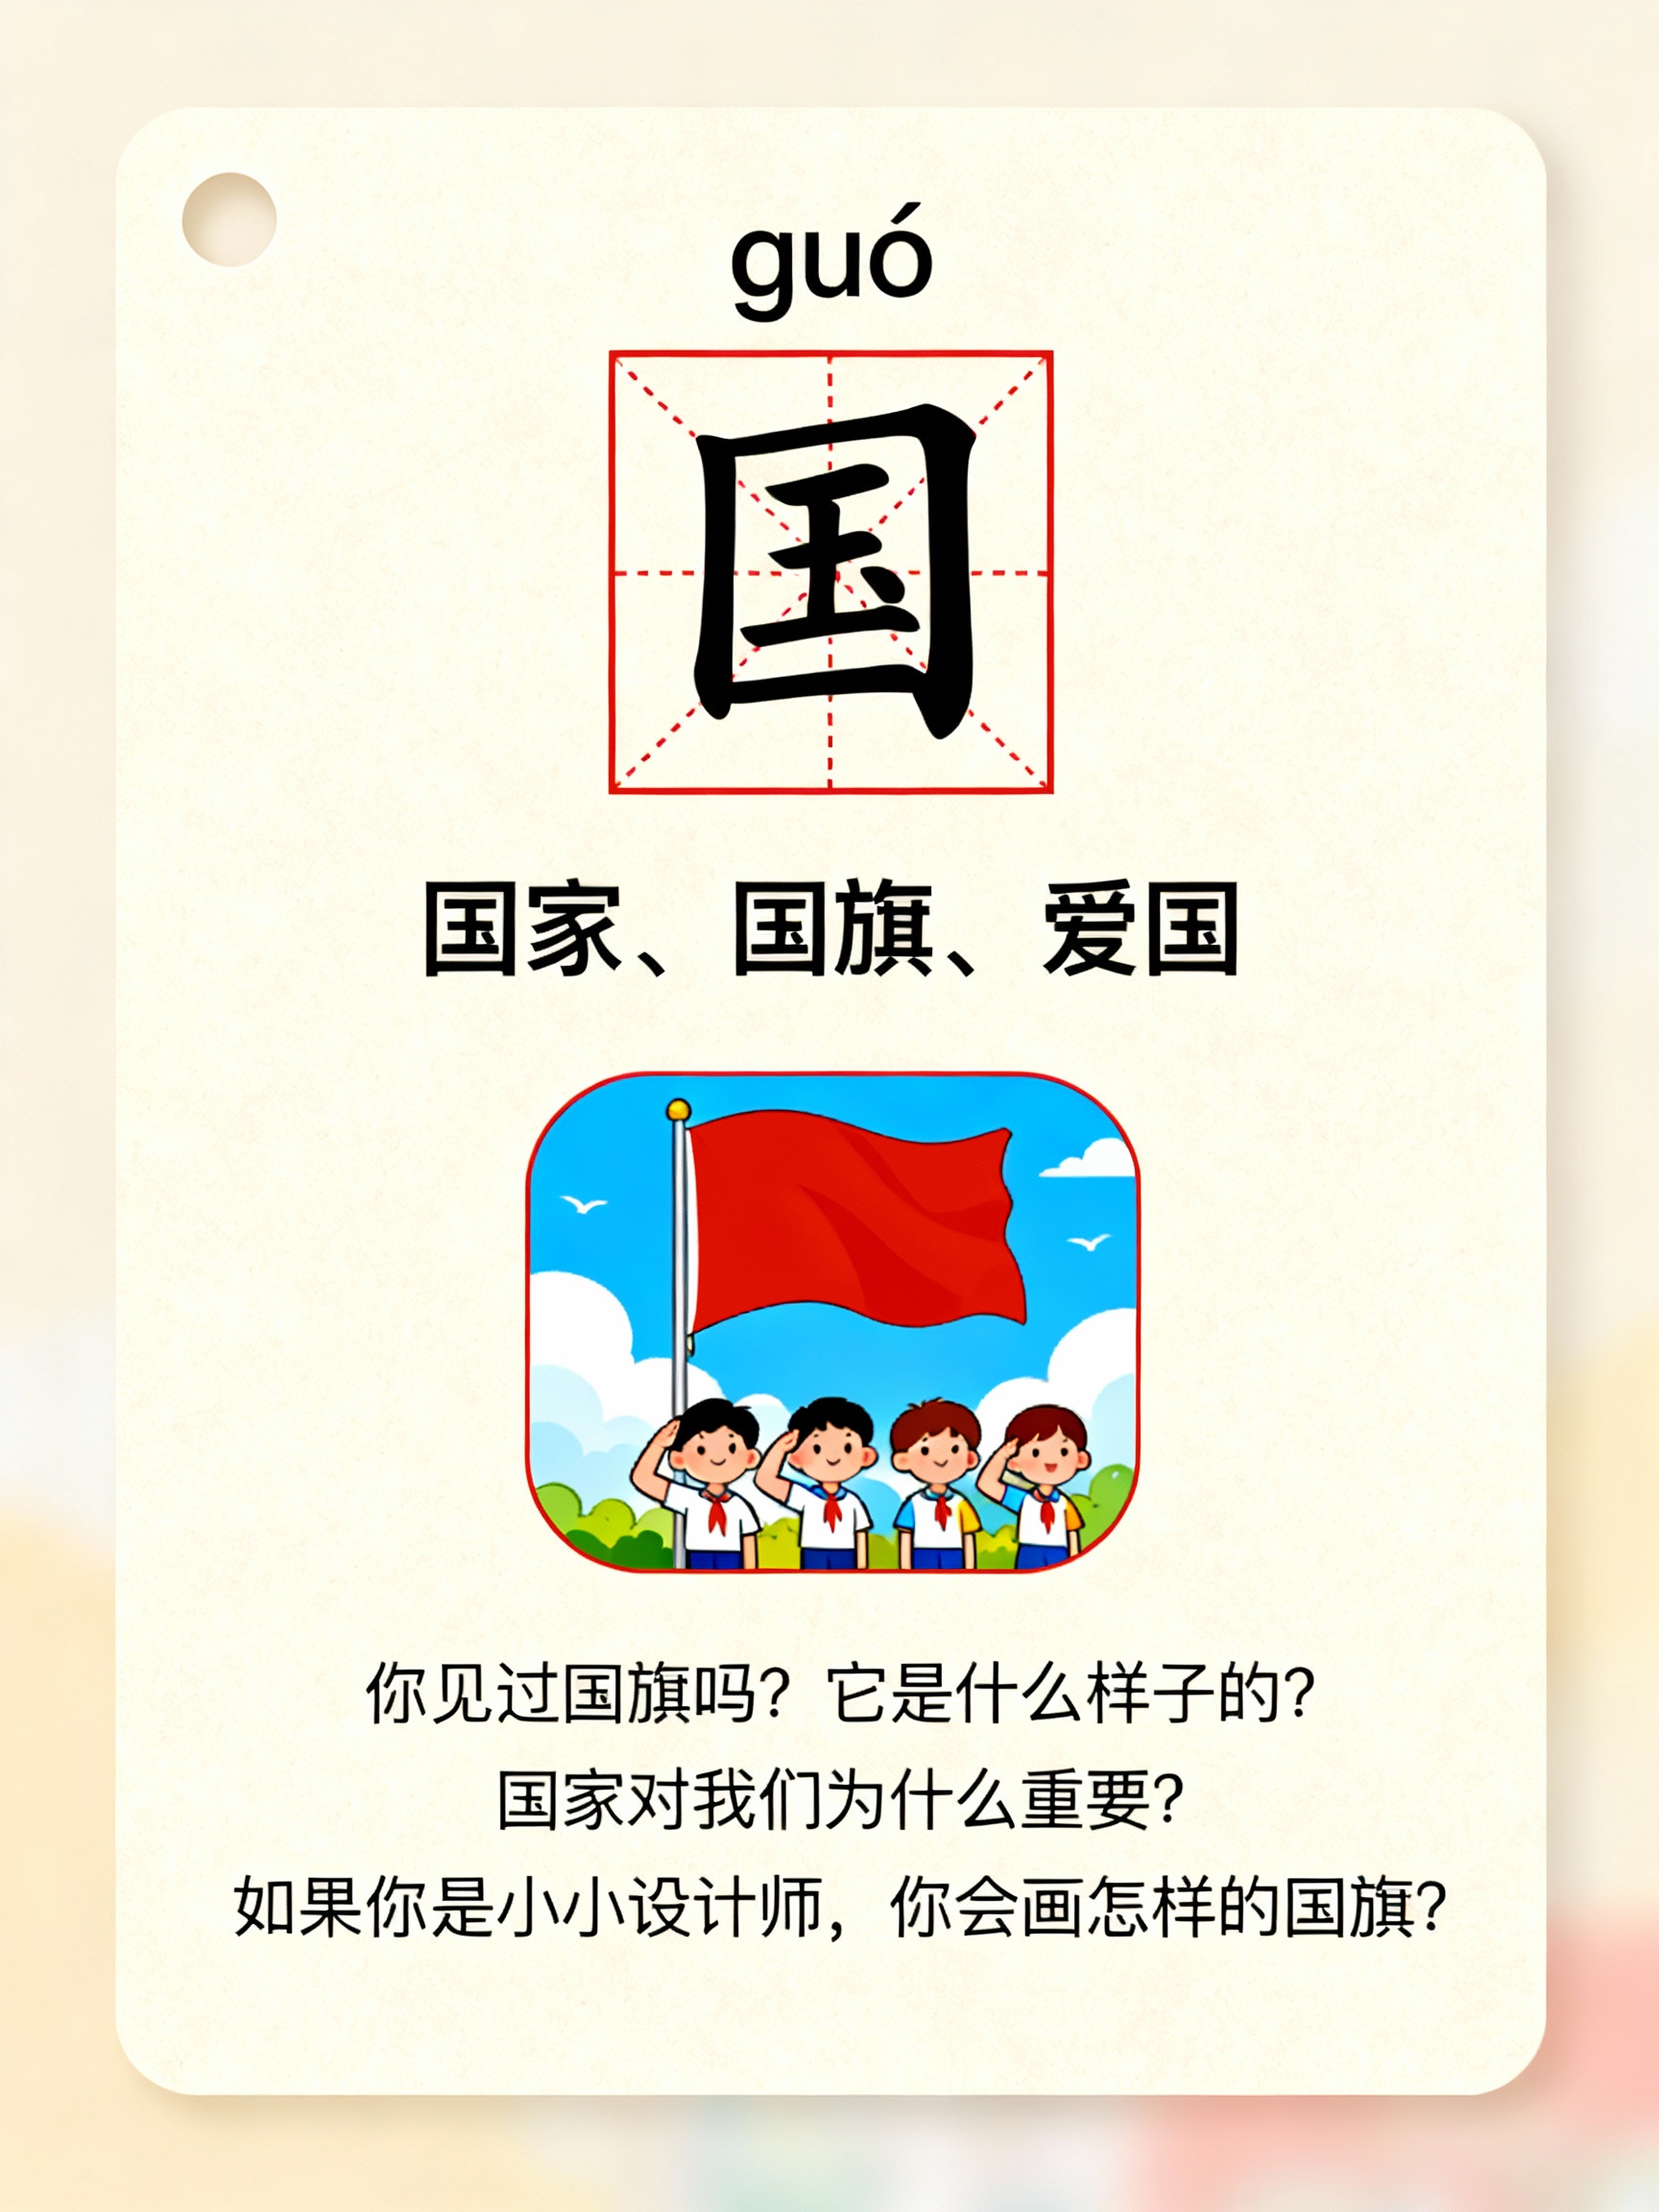 guó
国
国家、国旗、爱国
你见过国旗吗？它是什么样子的？
国家对我们为什么重要？
如果你是小小设计师，你会画怎样的国旗？